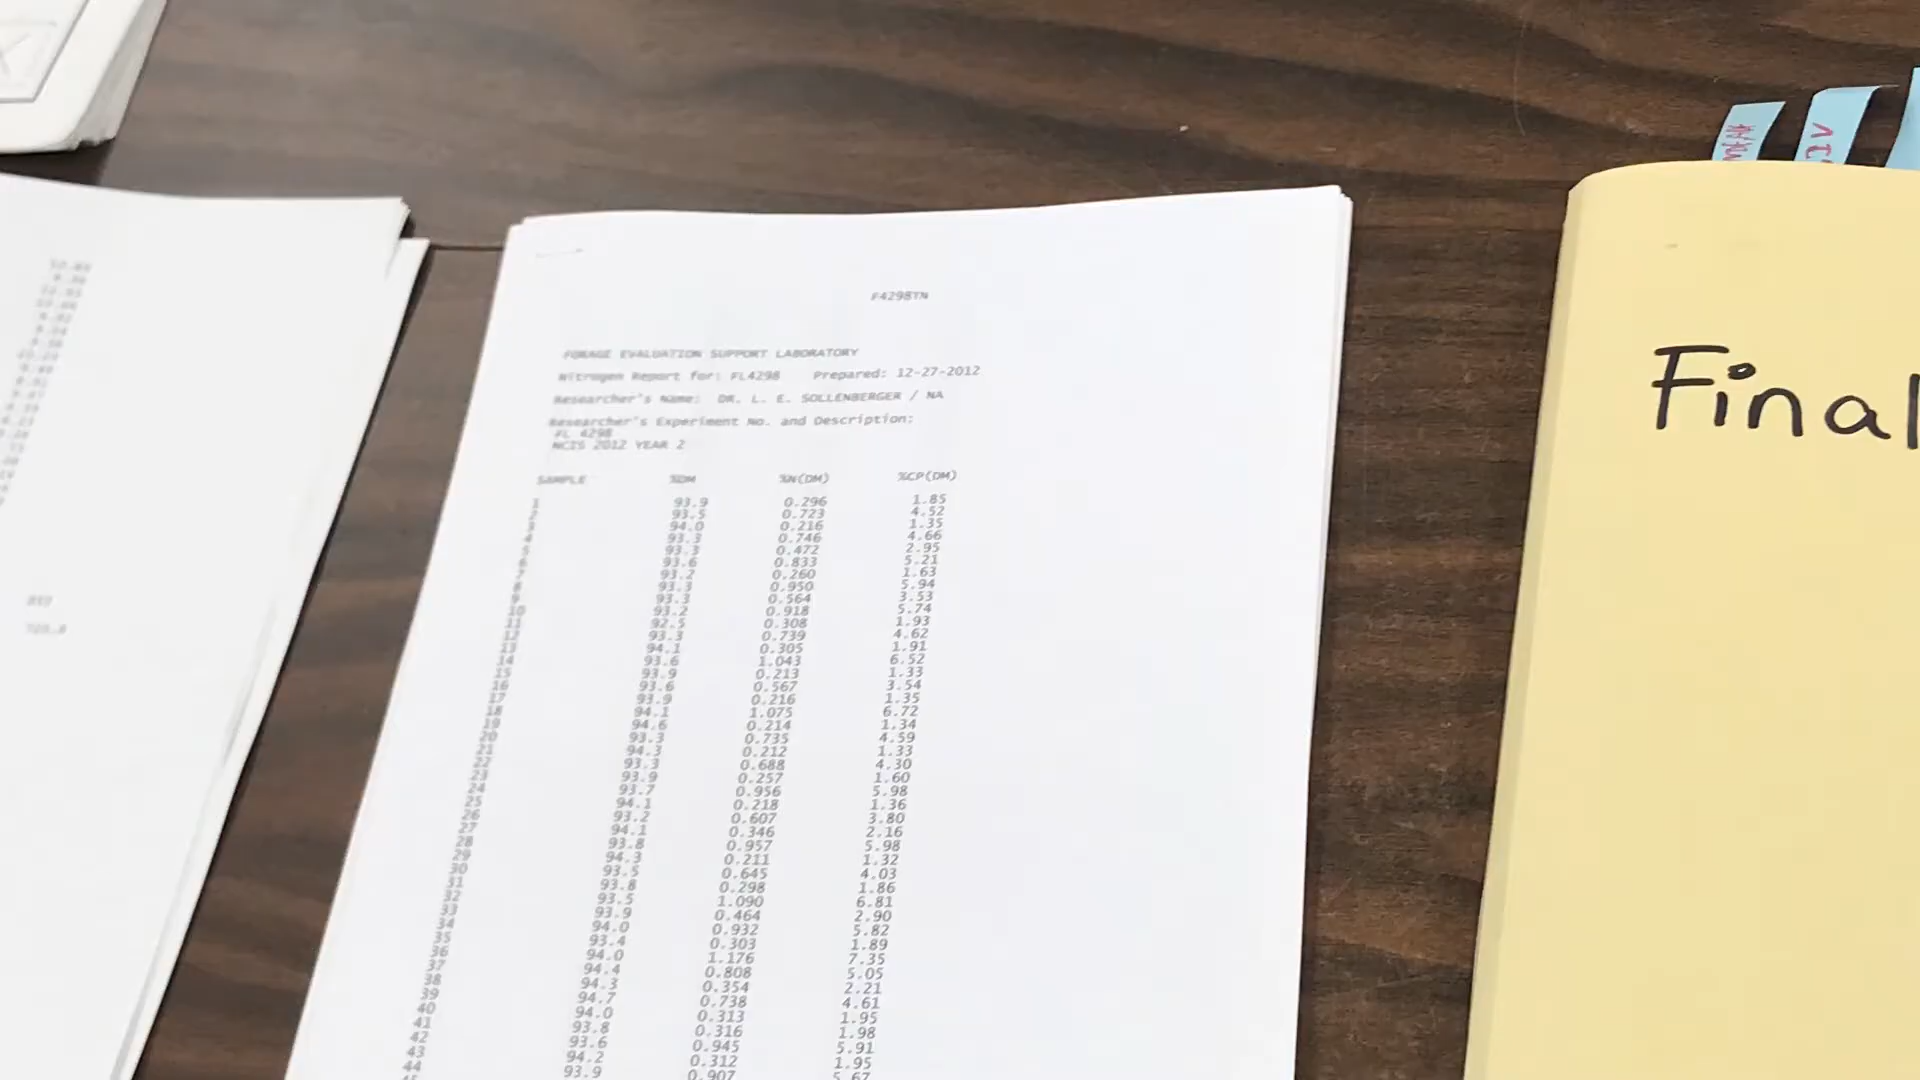 F4298TN
FORAGE EVALUATION SUPPORT LABORATORY
Nitrogen Report for: FL4298 Prepared: 12-27-2012
Researcher's Name: DR. L. E. SOLLENBERGER / NA
Researcher's Experiment No. and Description:
FL 4298
NCIS 2012 YEAR 2
SAMPLE %DM %N(DM) %CP(DM)
1 93.9 0.296 1.85
2 93.5 0.723 4.52
3 94.0 0.216 1.35
4 93.3 0.746 4.66
5 93.3 0.472 2.95
6 93.6 0.833 5.21
7 93.2 0.260 1.63
8 93.3 0.950 5.94
9 93.3 0.564 3.53
10 93.2 0.918 5.74
11 92.5 0.308 1.93
12 93.3 0.739 4.62
13 94.1 0.305 1.91
14 93.6 1.043 6.52
15 93.9 0.213 1.33
16 93.6 0.567 3.54
17 93.9 0.216 1.35
18 94.1 1.075 6.72
19 94.6 0.214 1.34
20 93.3 0.735 4.59
21 94.3 0.212 1.33
22 93.3 0.688 4.30
23 93.9 0.257 1.60
24 93.7 0.956 5.98
25 94.1 0.218 1.36
26 93.2 0.607 3.80
27 94.1 0.346 2.16
28 93.8 0.957 5.98
29 94.3 0.211 1.32
30 93.5 0.645 4.03
31 93.8 0.298 1.86
32 93.5 1.090 6.81
33 93.9 0.464 2.90
34 94.0 0.932 5.82
35 93.4 0.303 1.89
36 94.0 1.176 7.35
37 94.4 0.808 5.05
38 94.3 0.354 2.21
39 94.7 0.738 4.61
40 94.0 0.313 1.95
41 93.8 0.316 1.98
42 93.6 0.945 5.91
43 94.2 0.312 1.95
44 93.9 0.907 5.67
Final